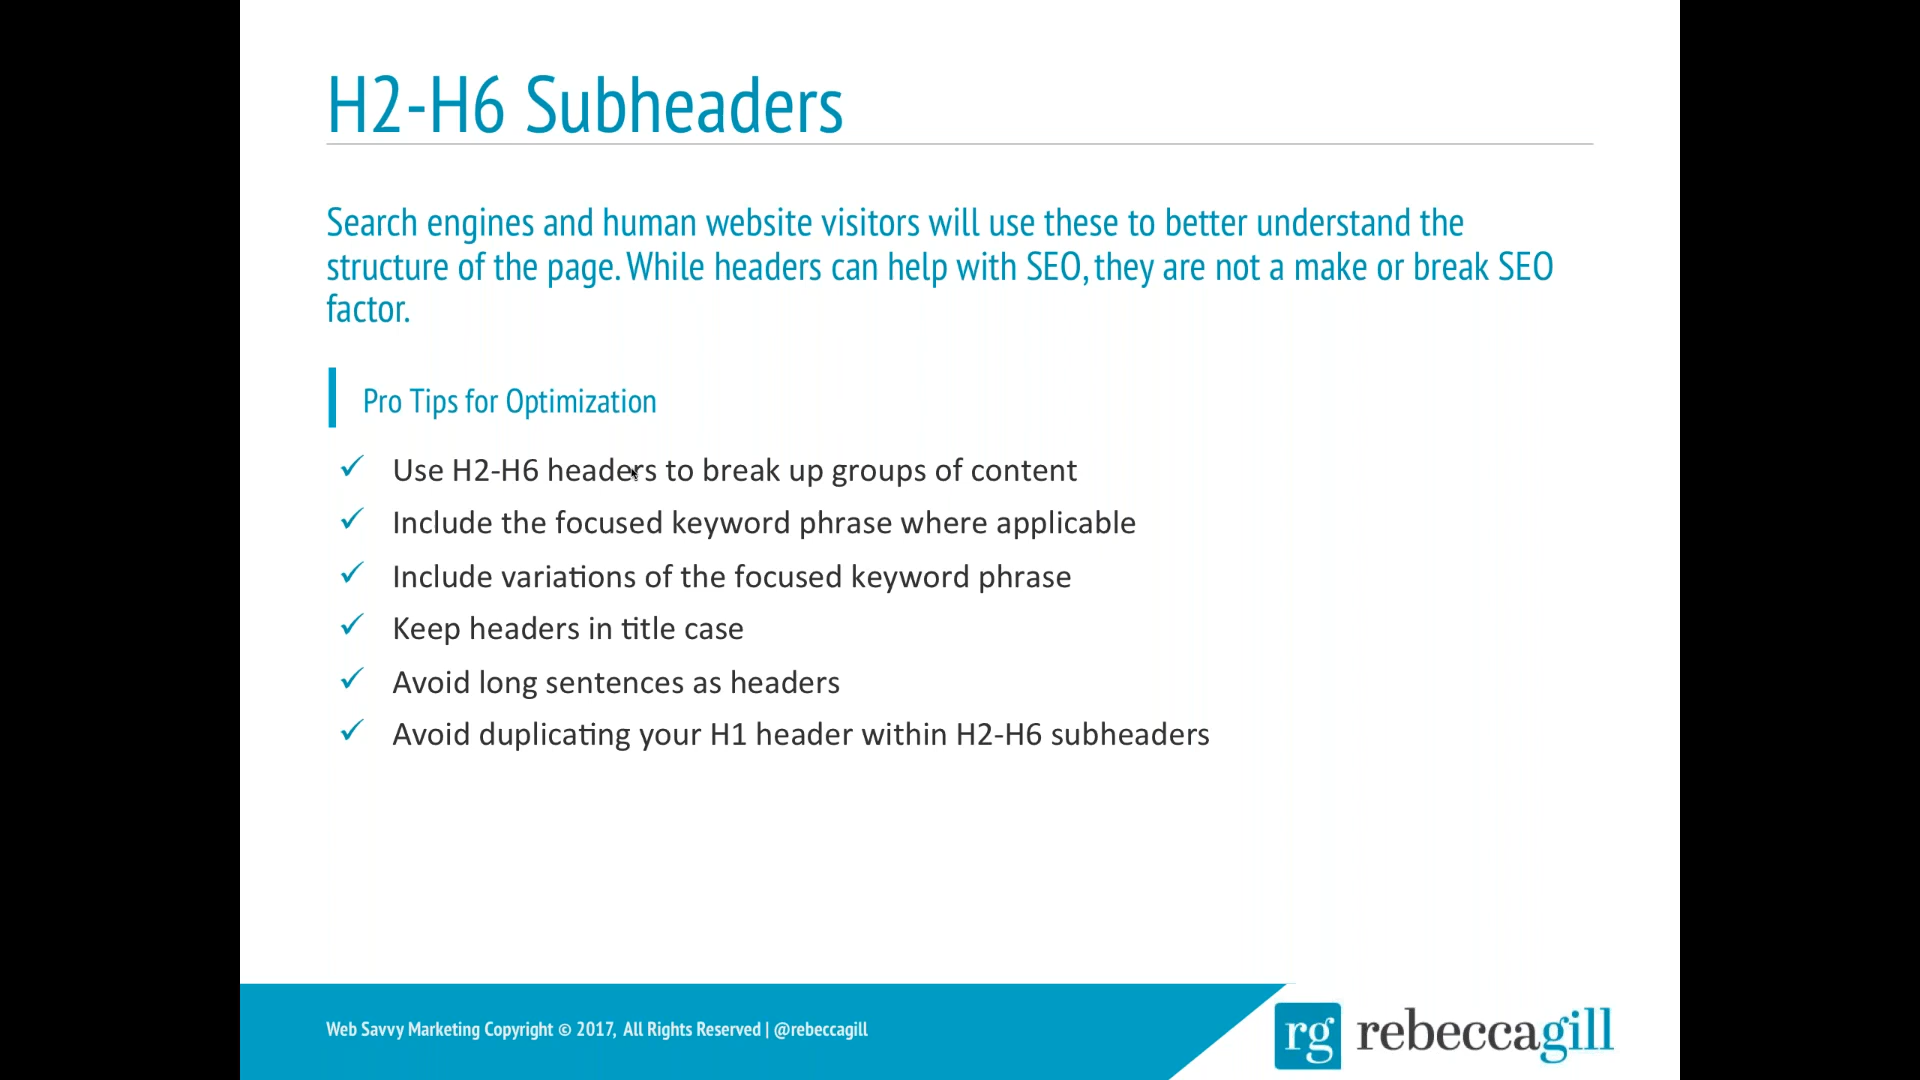 H2-H6 Subheaders
Search engines and human website visitors will use these to better understand the
structure of the page. While headers can help with SEO, they are not a make or break SEO
factor.
Pro Tips for Optimization
Use H2-H6 headers to break up groups of content
Include the focused keyword phrase where applicable
Include variations of the focused keyword phrase
Keep headers in title case
Avoid long sentences as headers
Avoid duplicating your H1 header within H2-H6 subheaders
Web Savvy Marketing Copyright © 2017, All Rights Reserved | @rebeccagill
rg rebeccagill